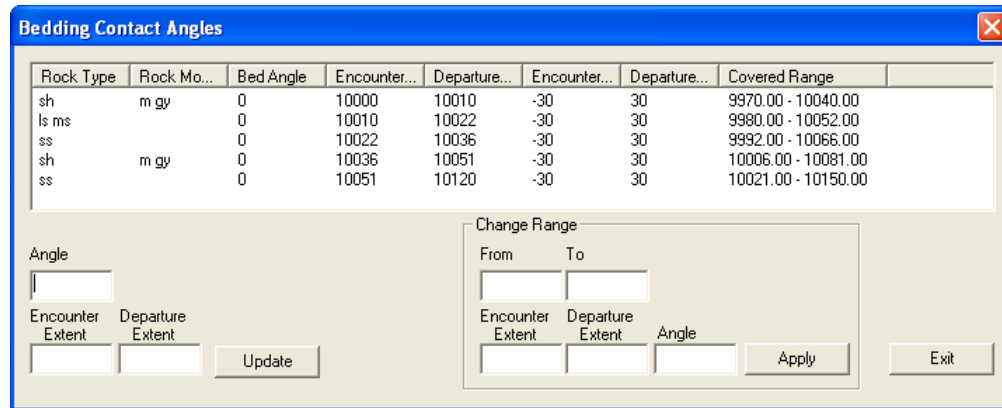 Bedding Contact Angles
Rock Type Rock Mo... Bed Angle Encounter... Departure... Encounter... Departure... Covered Range
sh m gy 0 10000 10010 -30 30 9970.00 - 10040.00
ls ms 0 10010 10022 -30 30 9980.00 - 10052.00
ss 0 10022 10036 -30 30 9992.00 - 10066.00
sh m gy 0 10036 10051 -30 30 10006.00 - 10081.00
ss 0 10051 10120 -30 30 10021.00 - 10150.00
Angle
Encounter Departure
Extent Extent
Update
Change Range
From To
Encounter Departure
Extent Extent Angle
Apply
Exit